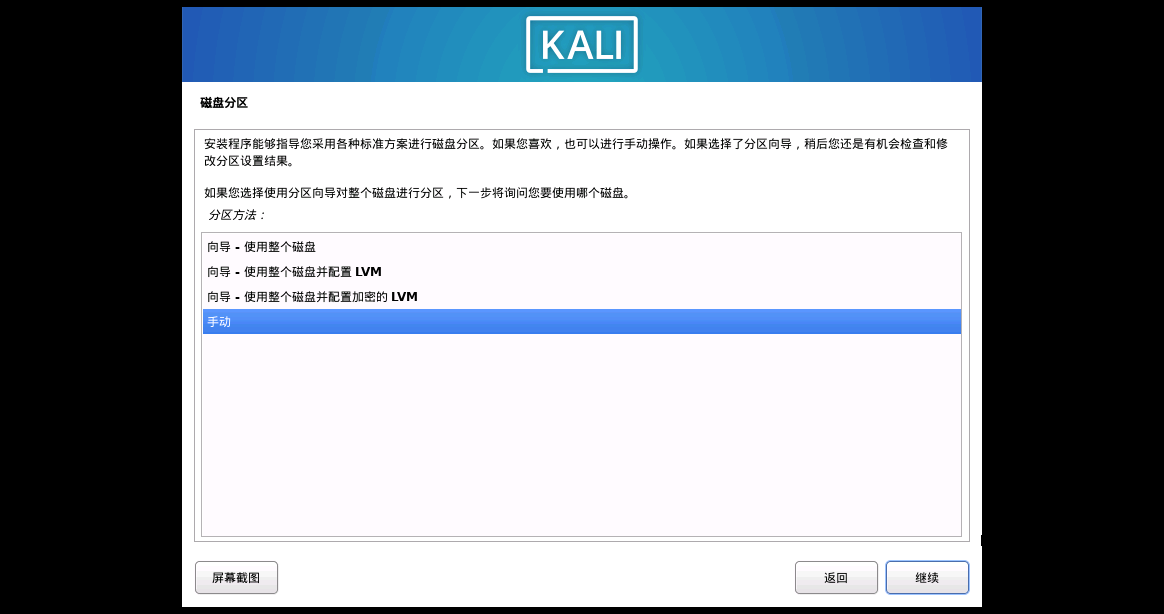 KALI
磁盘分区
安装程序能够指导您采用各种标准方案进行磁盘分区。如果您喜欢，也可以进行手动操作。如果选择了分区向导，稍后您还是有机会检查和修
改分区设置结果。
如果您选择使用分区向导对整个磁盘进行分区，下一步将询问您要使用哪个磁盘。
分区方法：
向导 - 使用整个磁盘
向导 - 使用整个磁盘并配置 LVM
向导 - 使用整个磁盘并配置加密的 LVM
手动
屏幕截图
返回
继续